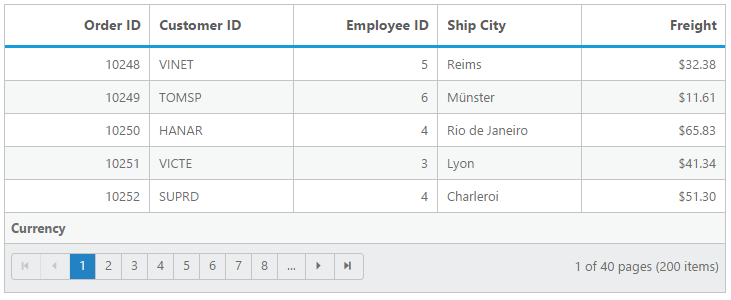 Order ID Customer ID Employee ID Ship City Freight
10248 VINET 5 Reims $32.38
10249 TOMSP 6 Münster $11.61
10250 HANAR 4 Rio de Janeiro $65.83
10251 VICTE 3 Lyon $41.34
10252 SUPRD 4 Charleroi $51.30
Currency
1 2 3 4 5 6 7 8 ... 1 of 40 pages (200 items)